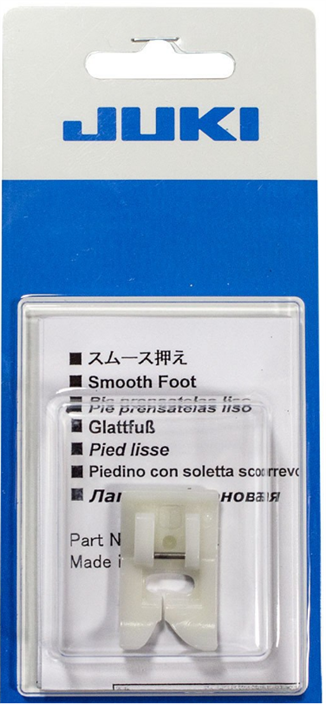 JUKI
■ スムース押え
■ Smooth Foot
■ Pie prensatelas liso
■ Glattfuß
■ Pied lisse
■ Piedino con soletta scorrevo
■
Part N
Made i